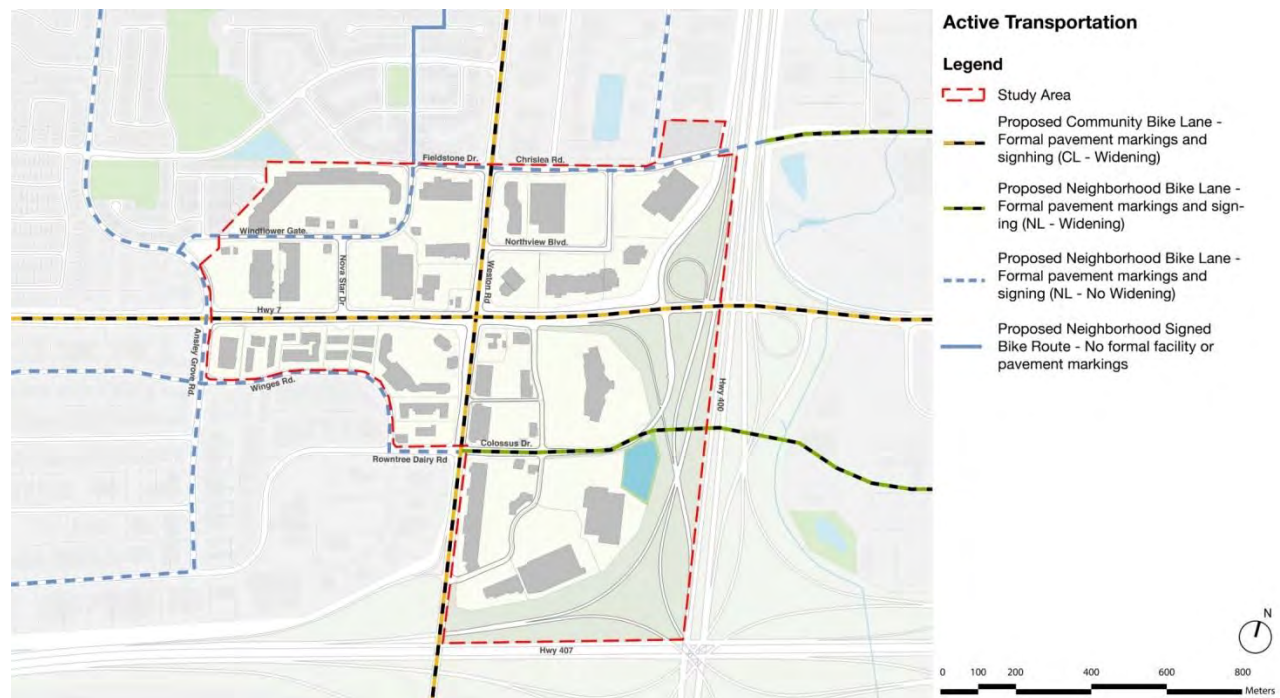 Active Transportation
Legend
Study Area
Proposed Community Bike Lane -
Formal pavement markings and
signhing (CL - Widening)
Proposed Neighborhood Bike Lane -
Formal pavement markings and sign-
ing (NL - Widening)
Proposed Neighborhood Bike Lane -
Formal pavement markings and
signing (NL - No Widening)
Proposed Neighborhood Signed
Bike Route - No formal facility or
pavement markings
Fieldstone Dr.
Chrislea Rd.
Windflower Gate.
Northview Blvd.
Nova Star Dr
Weston Rd
Hwy 7
Ansley Grove Rd.
Winges Rd.
Hwy 400
Colossus Dr.
Rowntree Dairy Rd
Hwy 407
N
0 100 200 400 600 800
Meters